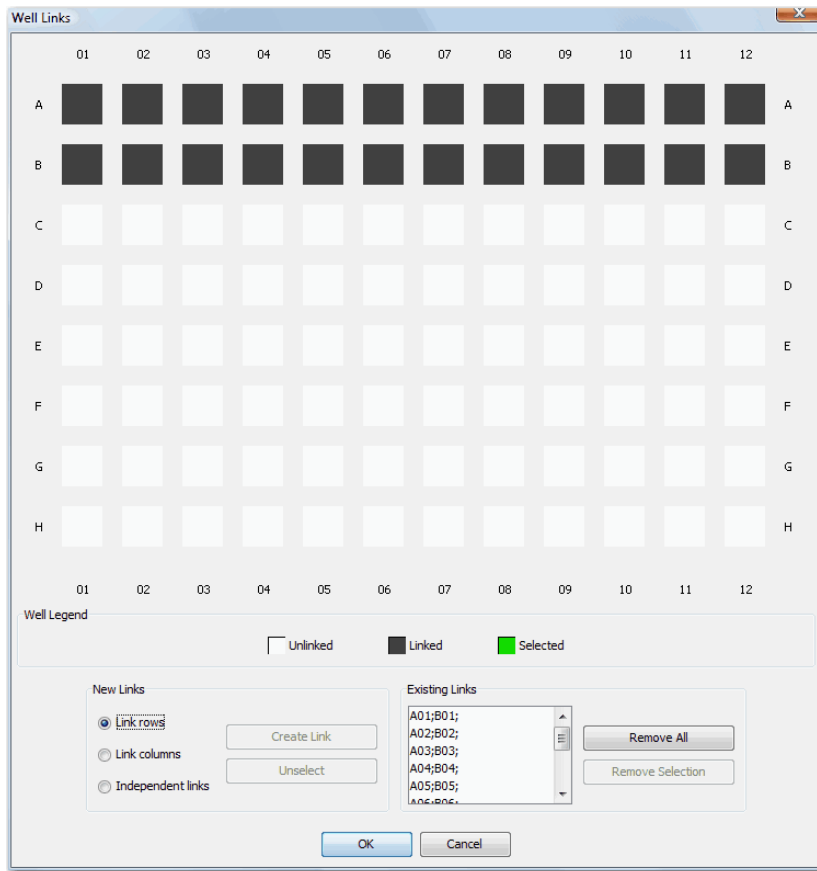 Well Links
01 02 03 04 05 06 07 08 09 10 11 12
A A
B B
C C
D D
E E
F F
G G
H H
01 02 03 04 05 06 07 08 09 10 11 12
Well Legend
Unlinked Linked Selected
New Links
Link rows
Link columns
Independent links
Create Link
Unselect
Existing Links
A01;B01;
A02;B02;
A03;B03;
A04;B04;
A05;B05;
A06;B06;
Remove All
Remove Selection
OK Cancel